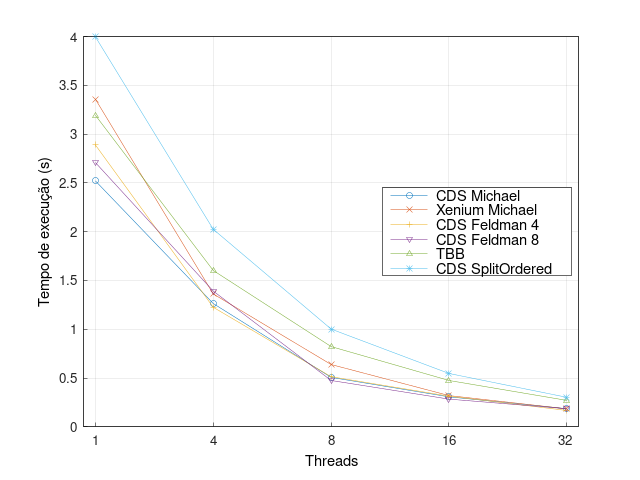 4
3.5
3
2.5
2
1.5
1
0.5
0
Tempo de execução (s)
CDS Michael
Xenium Michael
CDS Feldman 4
CDS Feldman 8
TBB
CDS SplitOrdered
1 4 8 16 32
Threads